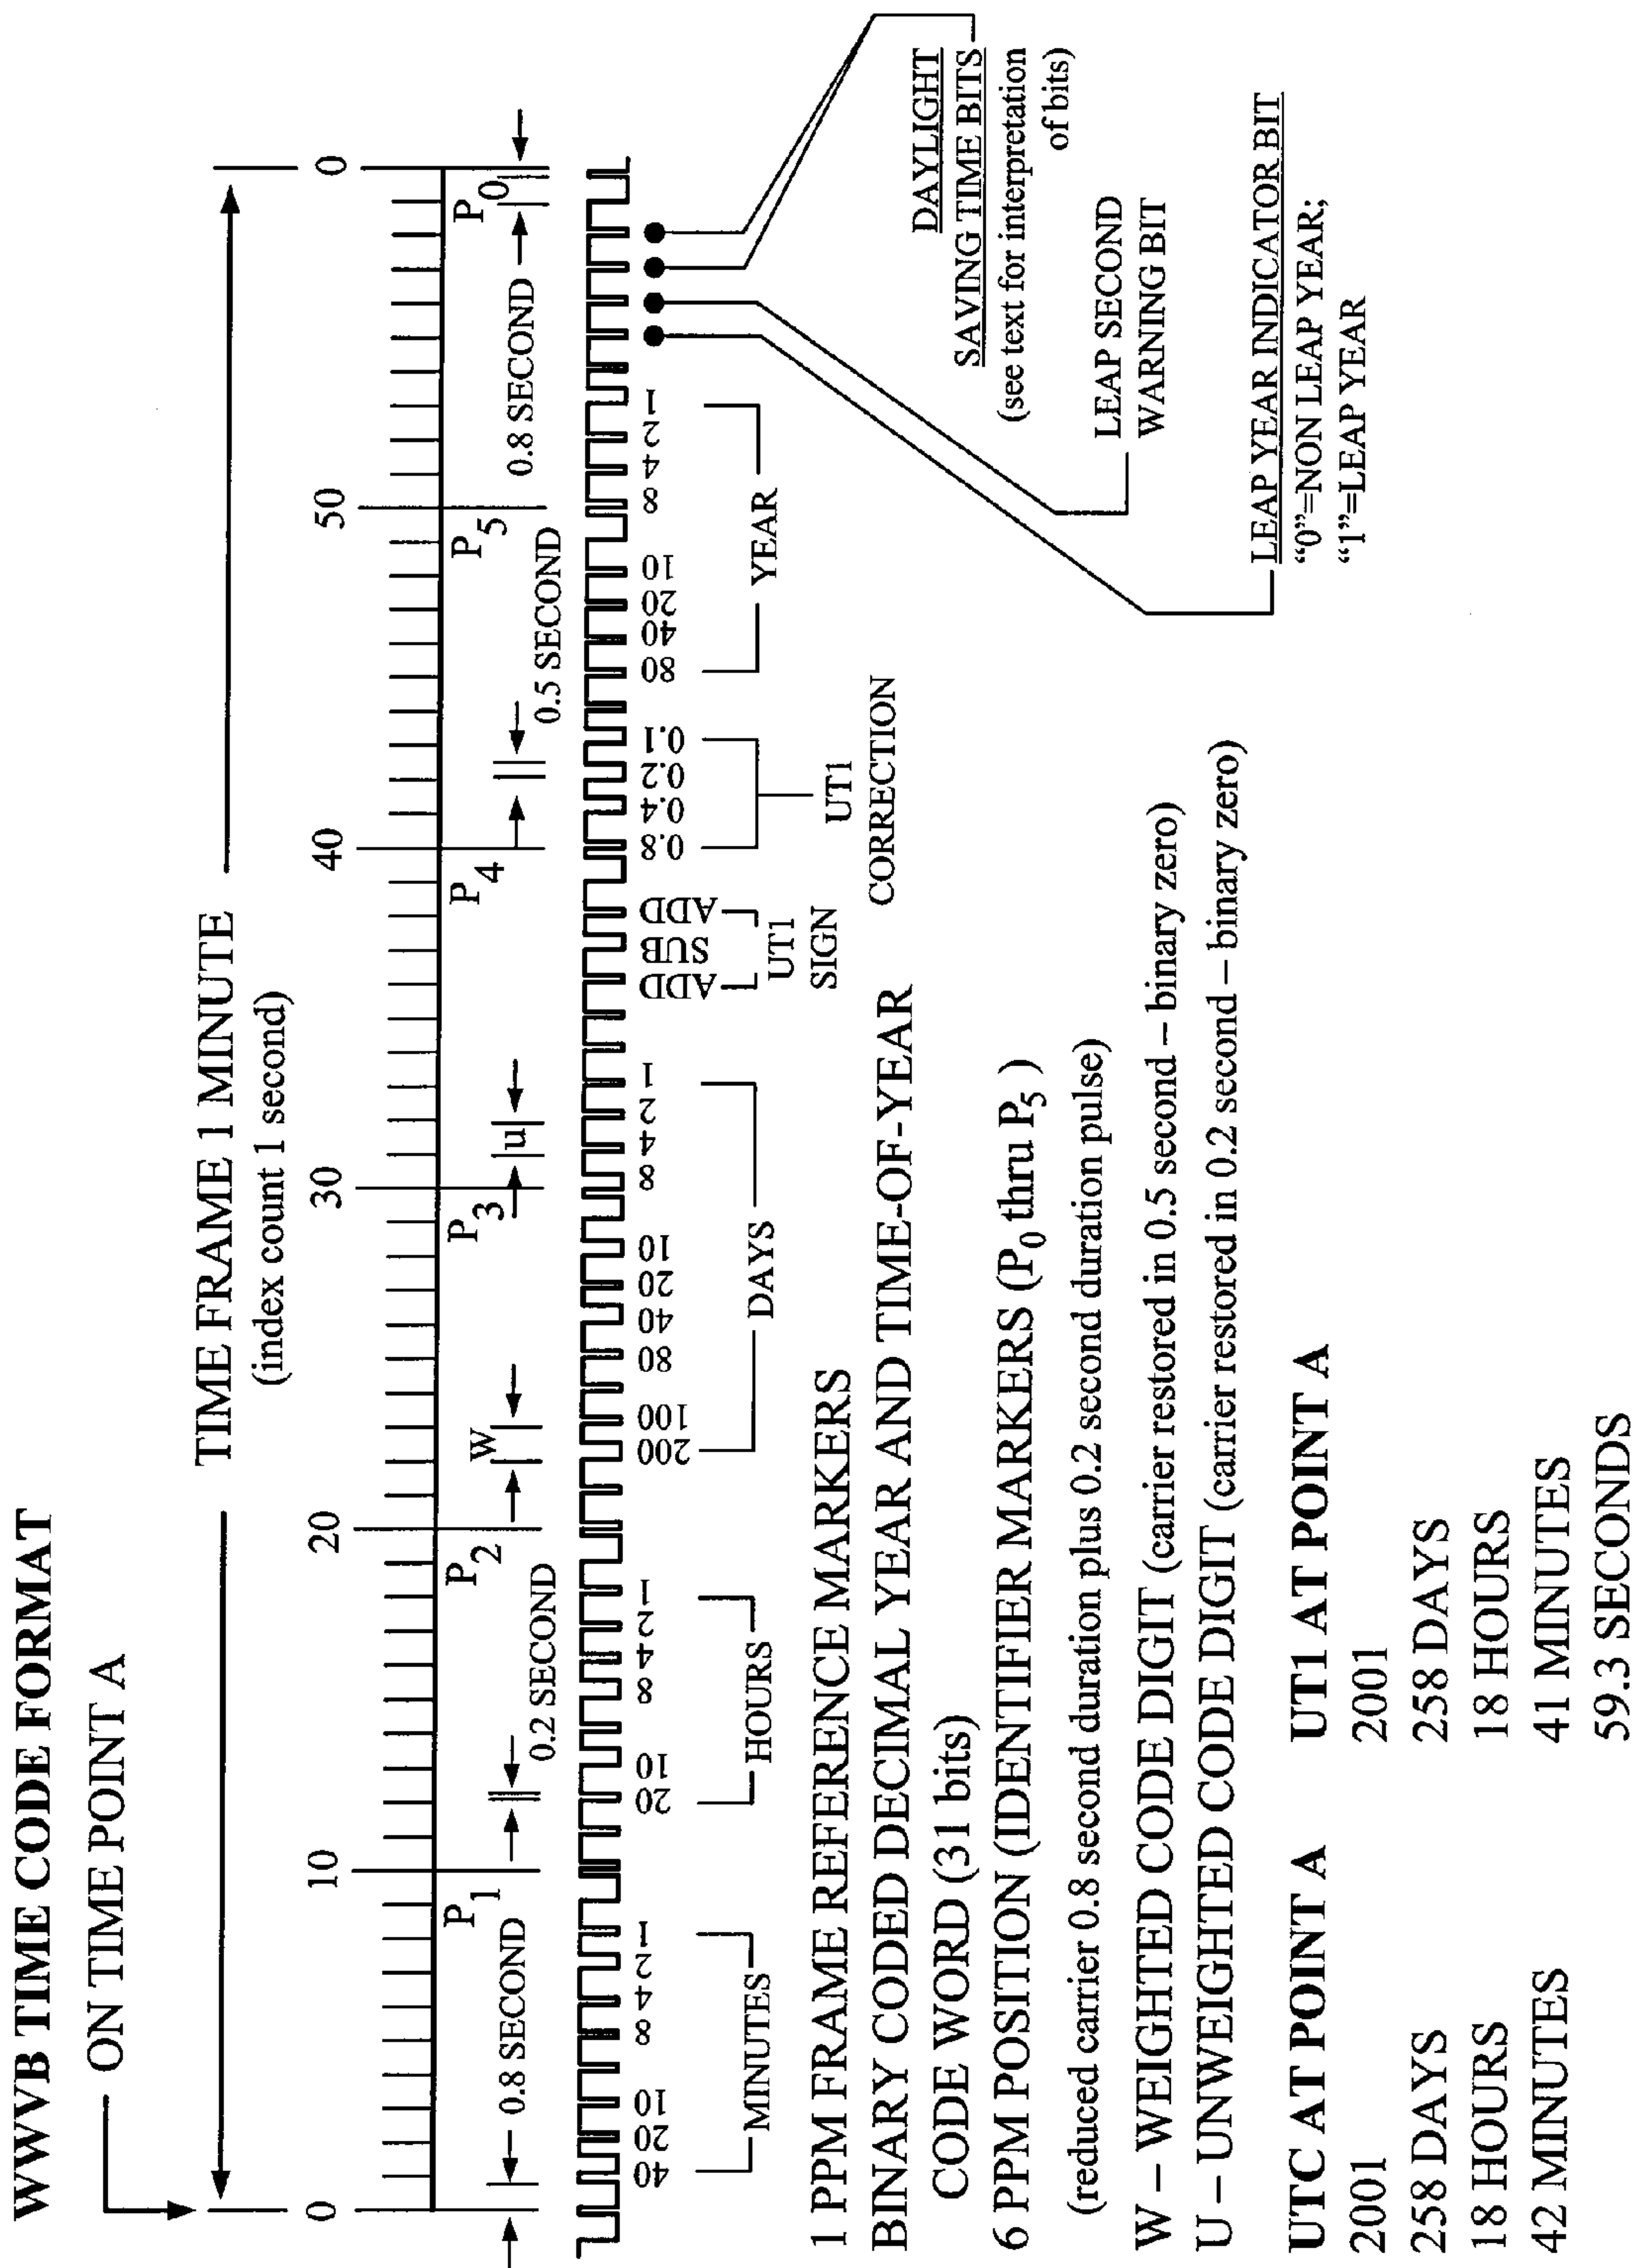 WWVB TIME CODE FORMAT
ON TIME POINT A
TIME FRAME 1 MINUTE
(index count 1 second)
0 10 20 30 40 50 0
P1 P2 P3 P4 P5 P0
0.8 SECOND 0.2 SECOND W u 0.5 SECOND 0.8 SECOND
40 20 10 8 4 2 1 20 10 8 4 2 1 200 100 80 40 20 10 8 4 2 1 ADD SUB ADD 0.8 0.4 0.2 0.1 80 40 20 10 8 4 2 1
MINUTES HOURS DAYS UT1 YEAR
SIGN
UT1
CORRECTION
DAYLIGHT
SAVING TIME BITS
(see text for interpretation
of bits)
LEAP SECOND
WARNING BIT
LEAP YEAR INDICATOR BIT
“0”=NON LEAP YEAR;
“1”=LEAP YEAR
1 PPM FRAME REFERENCE MARKERS
BINARY CODED DECIMAL YEAR AND TIME-OF-YEAR
CODE WORD (31 bits)
6 PPM POSITION (IDENTIFIER MARKERS (P0 thru P5 )
(reduced carrier 0.8 second duration plus 0.2 second duration pulse)
W – WEIGHTED CODE DIGIT (carrier restored in 0.5 second – binary zero)
U – UNWEIGHTED CODE DIGIT (carrier restored in 0.2 second – binary zero)
UTC AT POINT A
2001
258 DAYS
18 HOURS
42 MINUTES
UT1 AT POINT A
2001
258 DAYS
18 HOURS
41 MINUTES
59.3 SECONDS